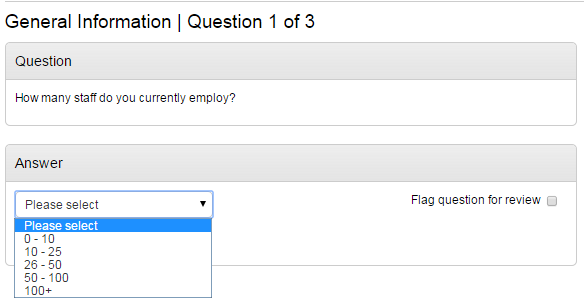 General Information | Question 1 of 3
Question
How many staff do you currently employ?
Answer
Please select
Flag question for review
Please select
0 - 10
10 - 25
26 - 50
50 - 100
100+